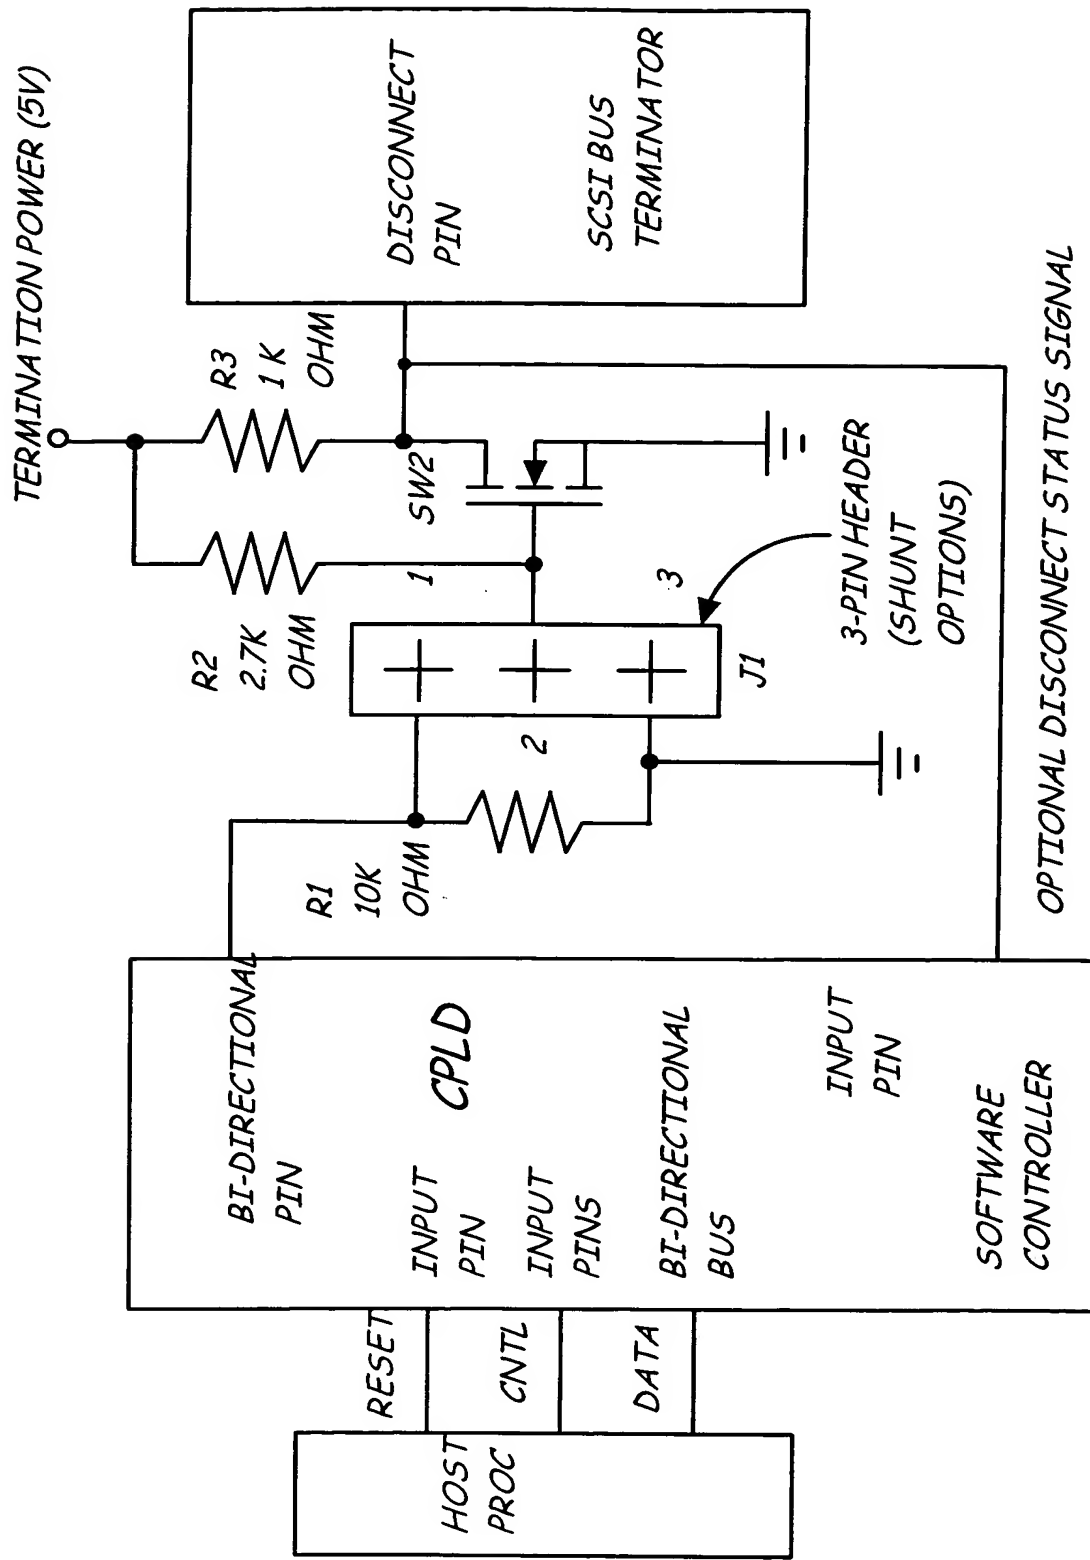 TERMINATION POWER (5V)
R2
2.7K
OHM
R3
1 K
OHM
DISCONNECT
PIN
SCSI BUS
TERMINATOR
SW2
1
2
3
J1
3-PIN HEADER
(SHUNT
OPTIONS)
R1
10K
OHM
BI-DIRECTIONAL
PIN
CPLD
INPUT
PIN
INPUT
PINS
BI-DIRECTIONAL
BUS
INPUT
PIN
SOFTWARE
CONTROLLER
RESET
CNTL
DATA
HOST
PROC
OPTIONAL DISCONNECT STATUS SIGNAL